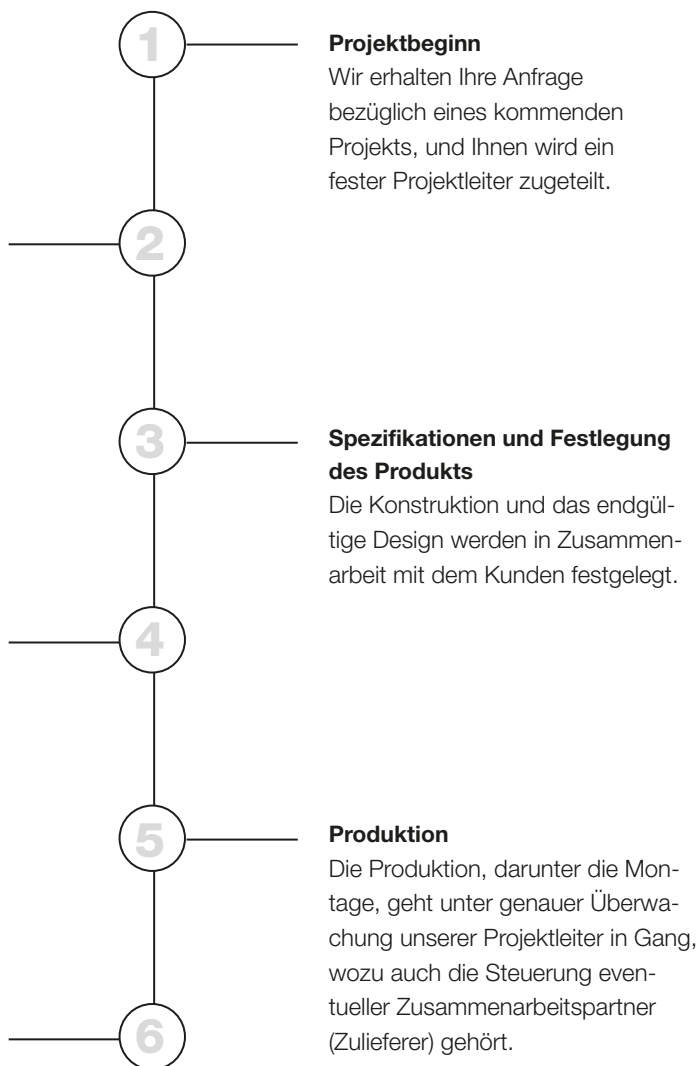 1
Projektbeginn
Wir erhalten Ihre Anfrage
bezüglich eines kommenden
Projekts, und Ihnen wird ein
fester Projektleiter zugeteilt.
2
3
Spezifikationen und Festlegung
des Produkts
Die Konstruktion und das endgül-
tige Design werden in Zusammen-
arbeit mit dem Kunden festgelegt.
4
5
Produktion
Die Produktion, darunter die Mon-
tage, geht unter genauer Überwa-
chung unserer Projektleiter in Gang,
wozu auch die Steuerung even-
tueller Zusammenarbeitspartner
(Zulieferer) gehört.
6